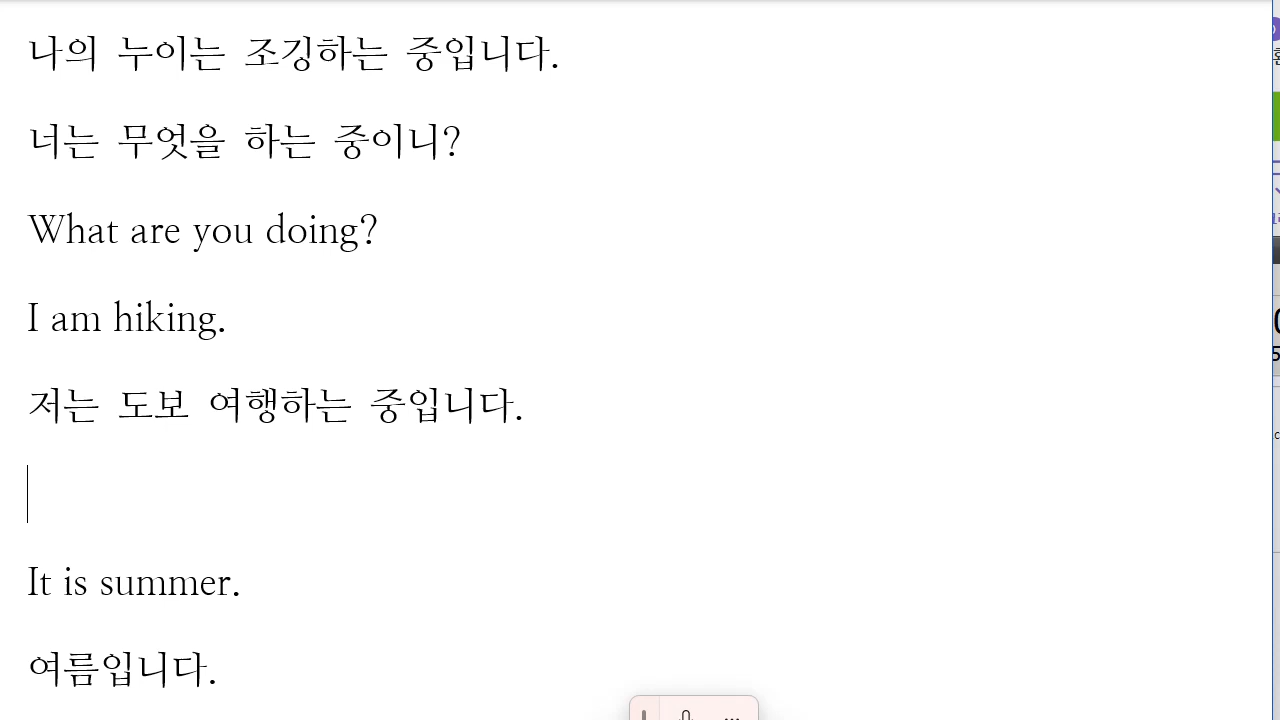 나의 누이는 조깅하는 중입니다.
너는 무엇을 하는 중이니?
What are you doing?
I am hiking.
저는 도보 여행하는 중입니다.
It is summer.
여름입니다.